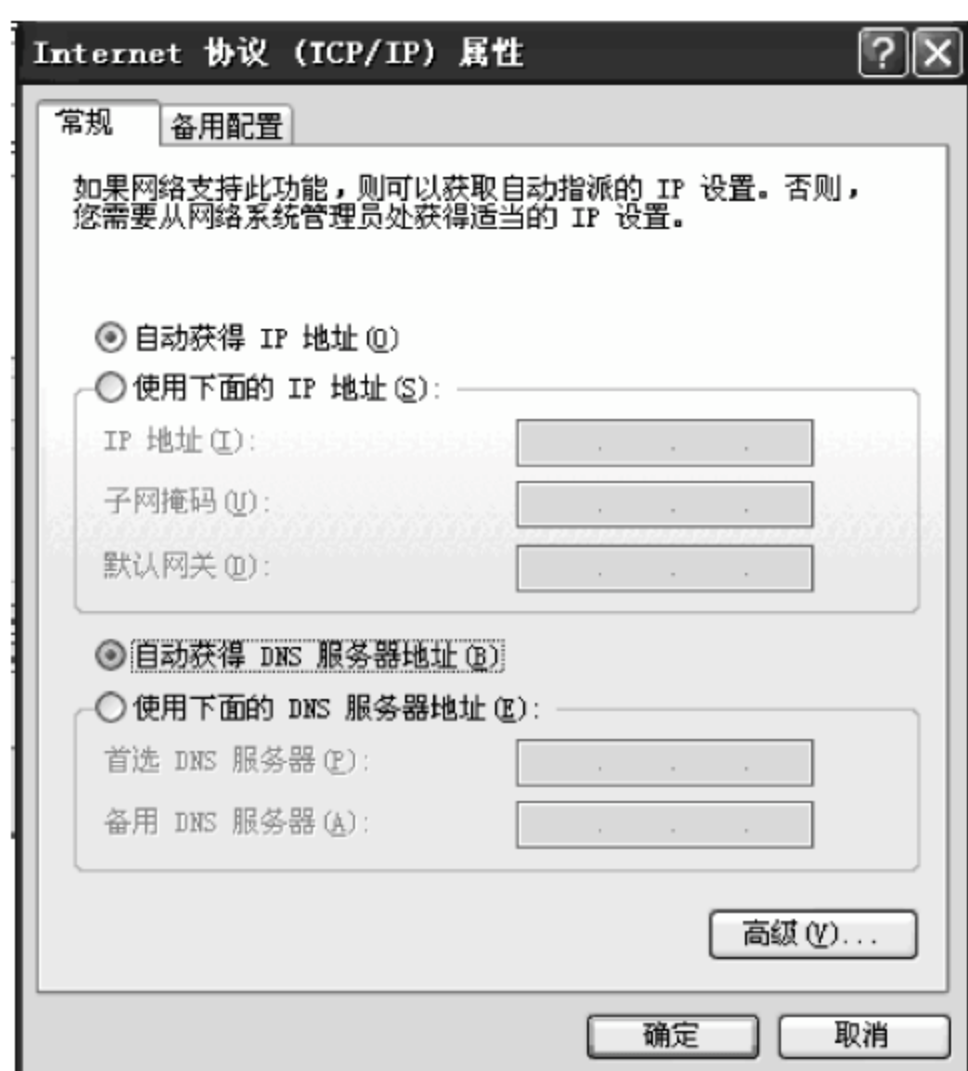 Internet 协议 (TCP/IP) 属性
常规
备用配置
如果网络支持此功能，则可以获取自动指派的 IP 设置。否则，
您需要从网络系统管理员处获得适当的 IP 设置。
自动获得 IP 地址(O)
使用下面的 IP 地址(S):
IP 地址(I):
子网掩码(U):
默认网关(D):
自动获得 DNS 服务器地址(B)
使用下面的 DNS 服务器地址(E):
首选 DNS 服务器(P):
备用 DNS 服务器(A):
高级(V)...
确定
取消